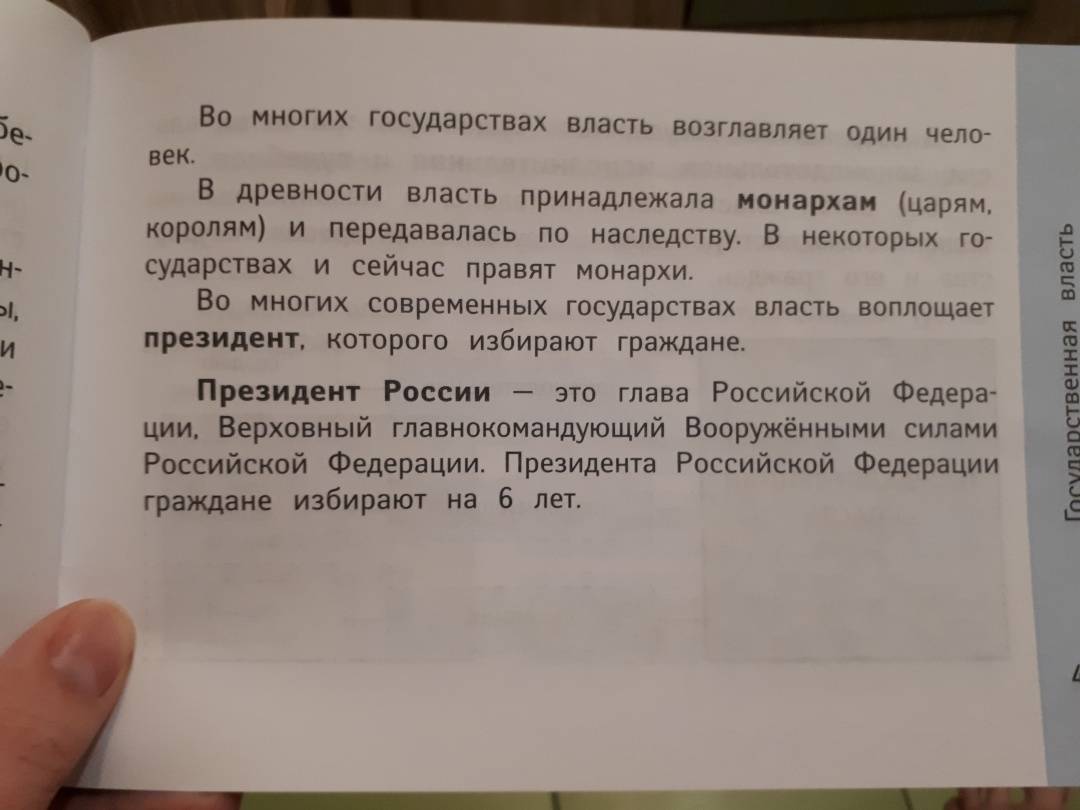 Во многих государствах власть возглавляет один чело-
век.
В древности власть принадлежала монархам (царям,
королям) и передавалась по наследству. В некоторых го-
сударствах и сейчас правят монархи.
Во многих современных государствах власть воплощает
президент, которого избирают граждане.
Президент России — это глава Российской Федера-
ции, Верховный главнокомандующий Вооружёнными силами
Российской Федерации. Президента Российской Федерации
граждане избирают на 6 лет.
Государственная власть